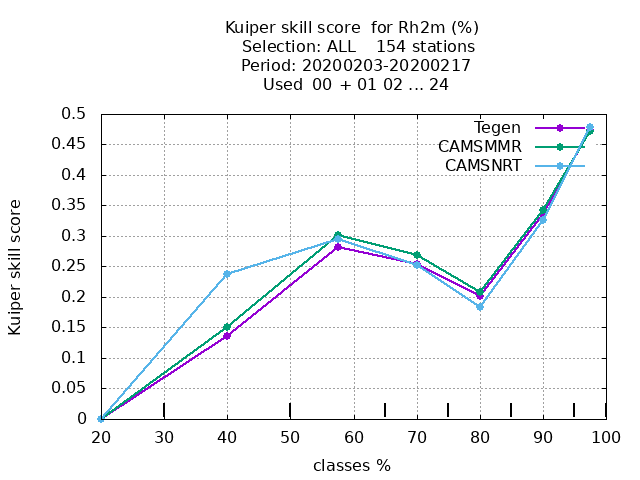 Kuiper skill score  for Rh2m (%)
Selection: ALL    154 stations
Period: 20200203-20200217
Used  00 + 01 02 ... 24
0.5
0.45
0.4
0.35
0.3
0.25
0.2
0.15
0.1
0.05
0
Kuiper skill score
Tegen
CAMSMMR
CAMSNRT
20 30 40 50 60 70 80 90 100
classes %